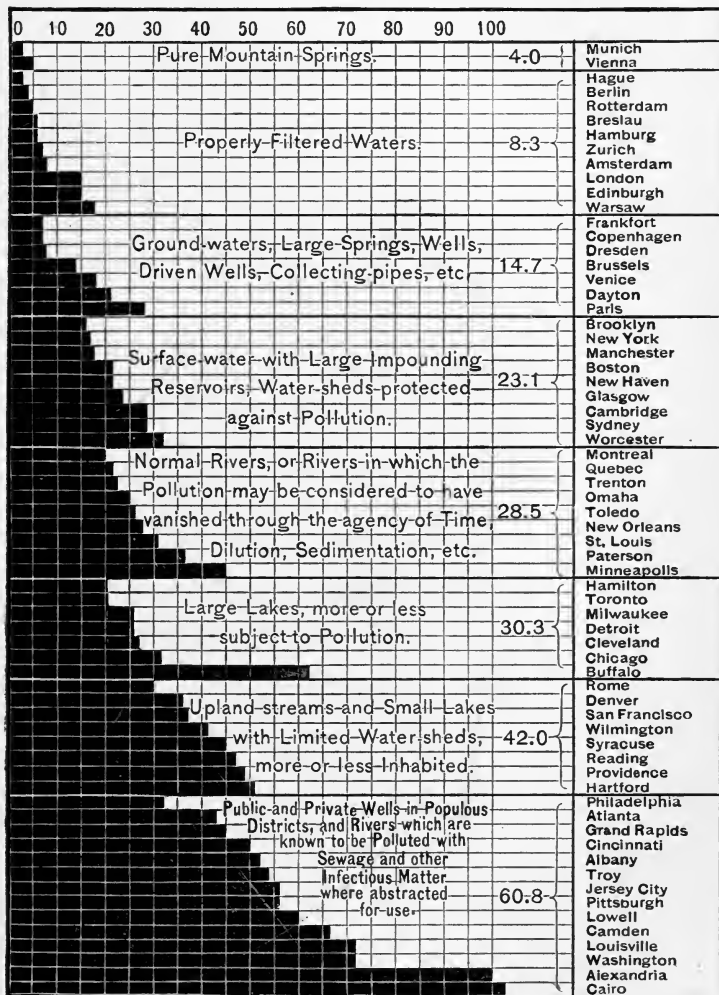 0 10 20 30 40 50 60 70 80 90 100
Pure Mountain Springs. 4.0
Munich
Vienna
Properly Filtered Waters. 8.3
Hague
Berlin
Rotterdam
Breslau
Hamburg
Zurich
Amsterdam
London
Edinburgh
Warsaw
Ground-waters, Large Springs, Wells,
Driven Wells, Collecting-pipes, etc 14.7
Frankfort
Copenhagen
Dresden
Brussels
Venice
Dayton
Paris
Surface-water with Large Impounding
Reservoirs, Water-sheds protected
against Pollution.
23.1
Brooklyn
New York
Manchester
Boston
New Haven
Glasgow
Cambridge
Sydney
Worcester
Normal Rivers, or Rivers in which the
Pollution may be considered to have
vanished through the agency of Time,
Dilution, Sedimentation, etc.
28.5
Montreal
Quebec
Trenton
Omaha
Toledo
New Orleans
St. Louis
Paterson
Minneapolis
Large Lakes, more or less
subject to Pollution.
30.3
Hamilton
Toronto
Milwaukee
Detroit
Cleveland
Chicago
Buffalo
Upland streams and Small Lakes
with Limited Water-sheds,
more or less Inhabited.
42.0
Rome
Denver
San Francisco
Wilmington
Syracuse
Reading
Providence
Hartford
Public and Private Wells in Populous
Districts, and Rivers which are
known to be Polluted with
Sewage and other
Infectious Matter
where abstracted
for use.
60.8
Philadelphia
Atlanta
Grand Rapids
Cincinnati
Albany
Troy
Jersey City
Pittsburgh
Lowell
Camden
Louisville
Washington
Alexandria
Cairo